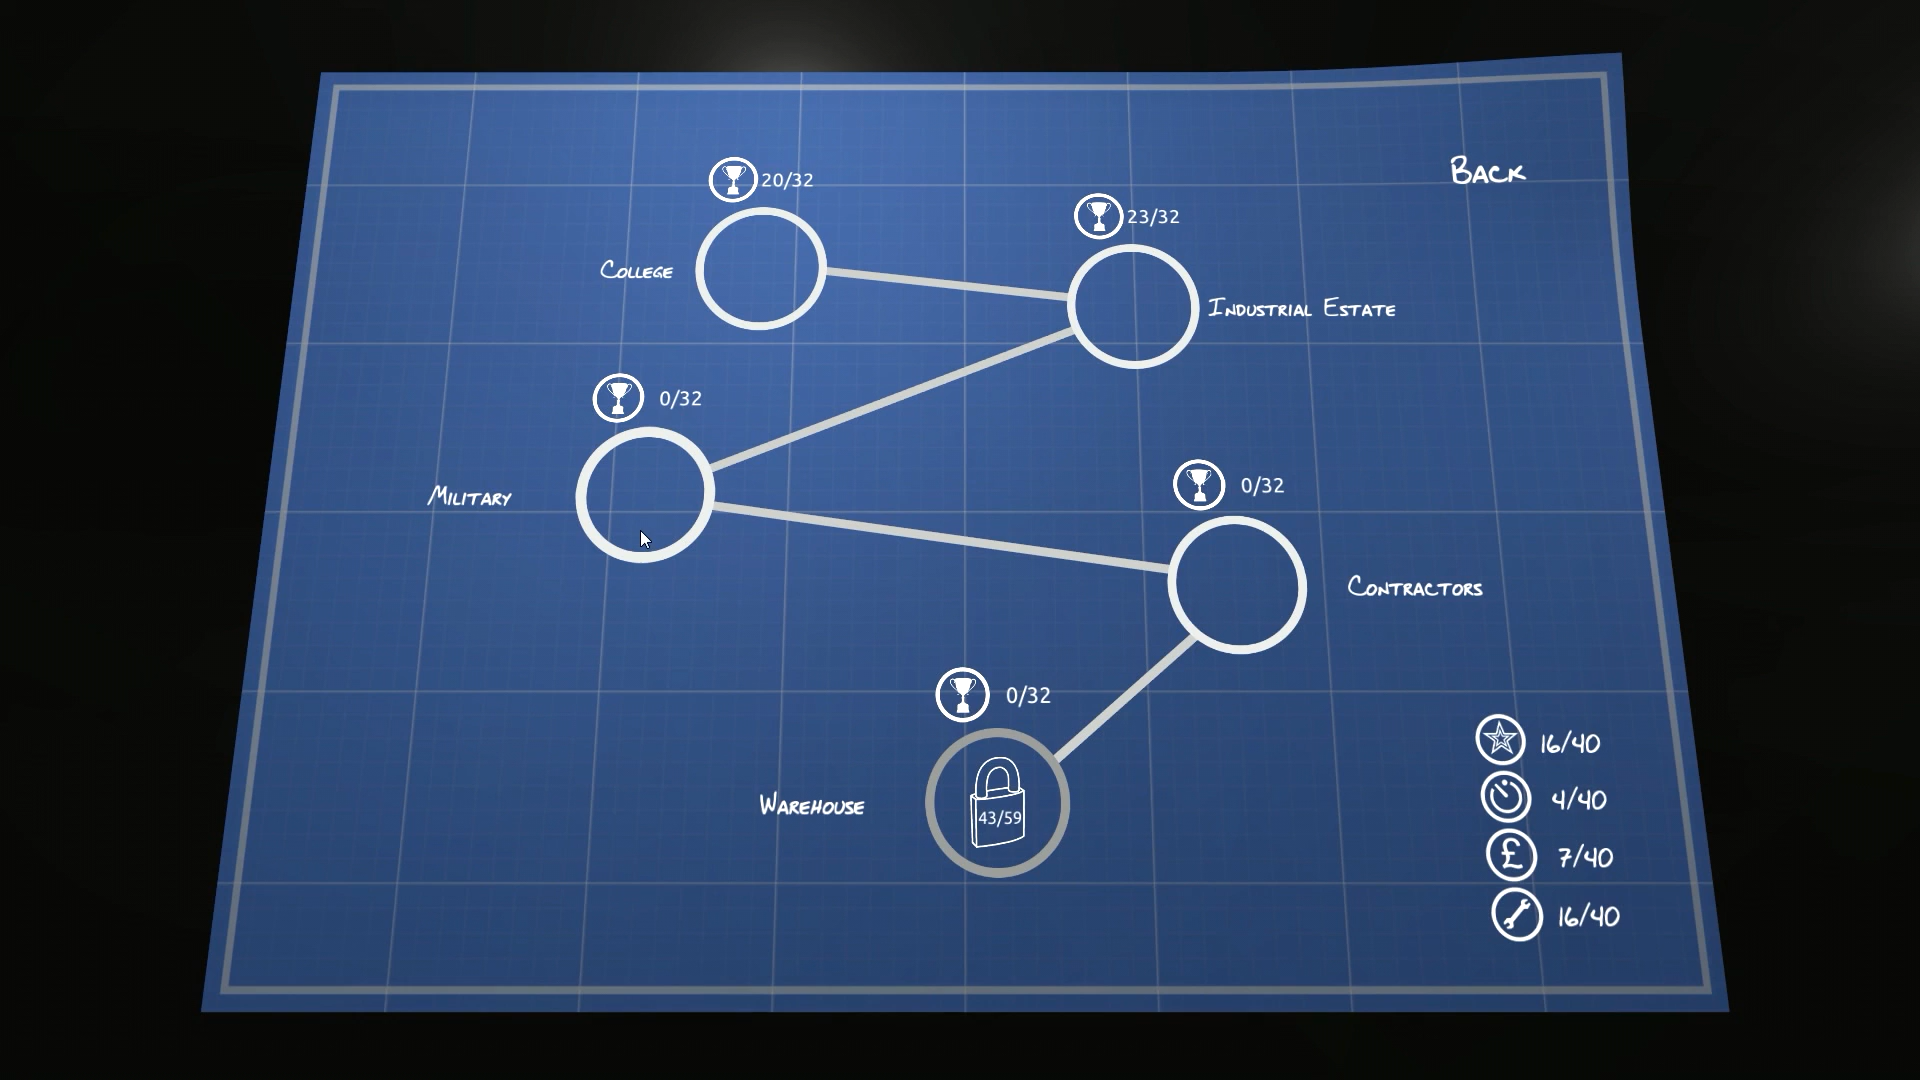 Back
20/32
23/32
College
Industrial Estate
0/32
Military
0/32
Contractors
0/32
Warehouse
43/59
16/40
4/40
£ 7/40
16/40